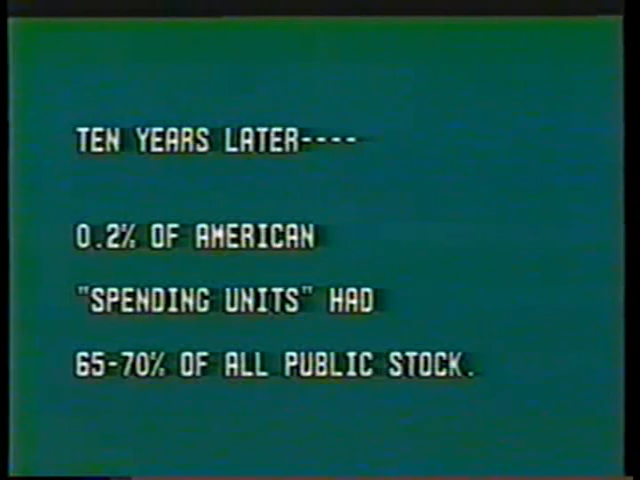 TEN YEARS LATER----
0.2% OF AMERICAN
"SPENDING UNITS" HAD
65-70% OF ALL PUBLIC STOCK.